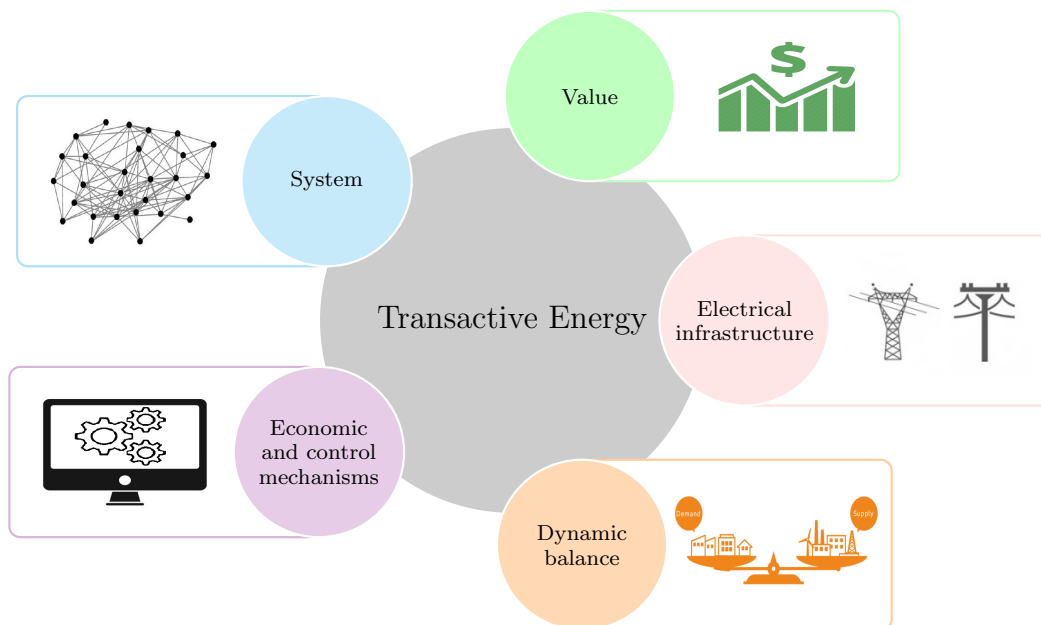 Value
$
System
Transactive Energy
Electrical
infrastructure
Economic
and control
mechanisms
Dynamic
balance
Demand
Supply